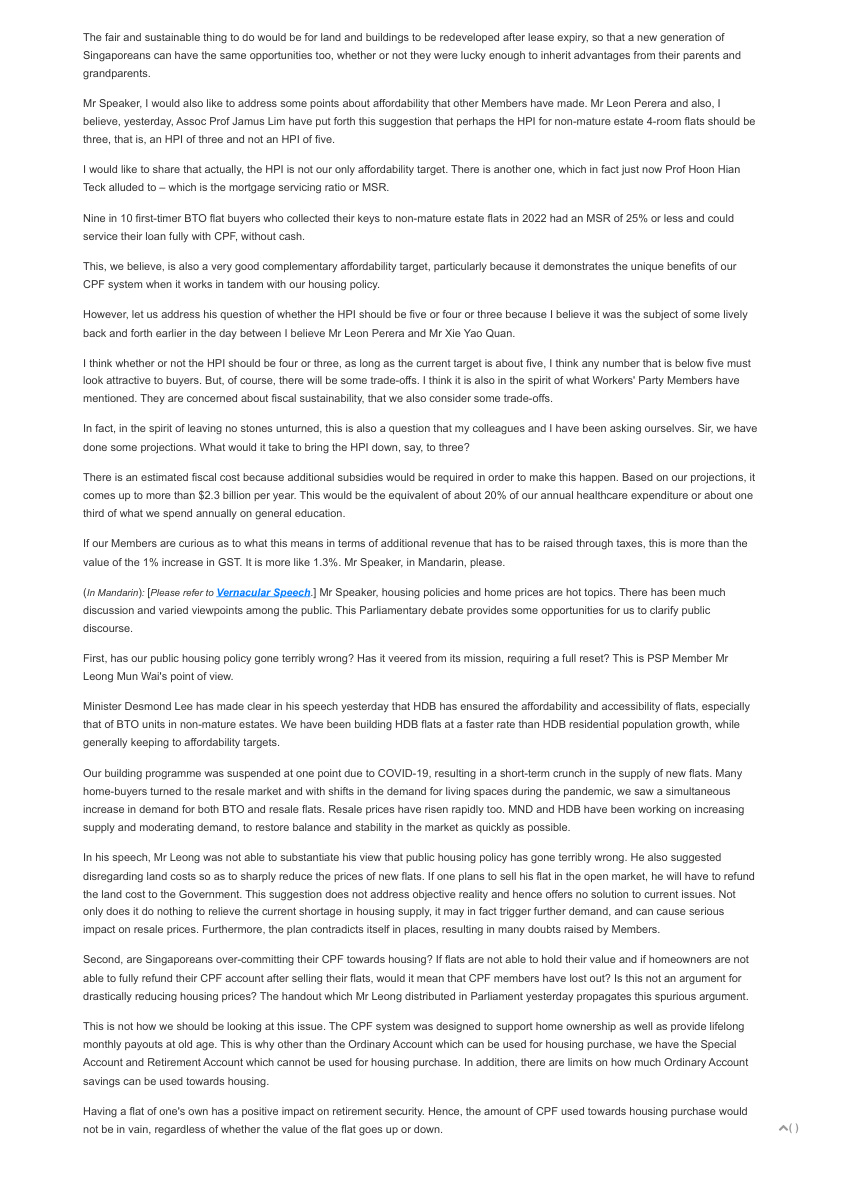 The fair and sustainable thing to do would be for land and buildings to be redeveloped after lease expiry, so that a new generation of
Singaporeans can have the same opportunities too, whether or not they were lucky enough to inherit advantages from their parents and
grandparents.
Mr Speaker, I would also like to address some points about affordability that other Members have made. Mr Leon Perera and also, I
believe, yesterday, Assoc Prof Jamus Lim have put forth this suggestion that perhaps the HPI for non-mature estate 4-room flats should be
three, that is, an HPI of three and not an HPI of five.
I would like to share that actually, the HPI is not our only affordability target. There is another one, which in fact just now Prof Hoon Hian
Teck alluded to – which is the mortgage servicing ratio or MSR.
Nine in 10 first-timer BTO flat buyers who collected their keys to non-mature estate flats in 2022 had an MSR of 25% or less and could
service their loan fully with CPF, without cash.
This, we believe, is also a very good complementary affordability target, particularly because it demonstrates the unique benefits of our
CPF system when it works in tandem with our housing policy.
However, let us address his question of whether the HPI should be five or four or three because I believe it was the subject of some lively
back and forth earlier in the day between I believe Mr Leon Perera and Mr Xie Yao Quan.
I think whether or not the HPI should be four or three, as long as the current target is about five, I think any number that is below five must
look attractive to buyers. But, of course, there will be some trade-offs. I think it is also in the spirit of what Workers' Party Members have
mentioned. They are concerned about fiscal sustainability, that we also consider some trade-offs.
In fact, in the spirit of leaving no stones unturned, this is also a question that my colleagues and I have been asking ourselves. Sir, we have
done some projections. What would it take to bring the HPI down, say, to three?
There is an estimated fiscal cost because additional subsidies would be required in order to make this happen. Based on our projections, it
comes up to more than $2.3 billion per year. This would be the equivalent of about 20% of our annual healthcare expenditure or about one
third of what we spend annually on general education.
If our Members are curious as to what this means in terms of additional revenue that has to be raised through taxes, this is more than the
value of the 1% increase in GST. It is more like 1.3%. Mr Speaker, in Mandarin, please.
(In Mandarin): [Please refer to Vernacular Speech.] Mr Speaker, housing policies and home prices are hot topics. There has been much
discussion and varied viewpoints among the public. This Parliamentary debate provides some opportunities for us to clarify public
discourse.
First, has our public housing policy gone terribly wrong? Has it veered from its mission, requiring a full reset? This is PSP Member Mr
Leong Mun Wai's point of view.
Minister Desmond Lee has made clear in his speech yesterday that HDB has ensured the affordability and accessibility of flats, especially
that of BTO units in non-mature estates. We have been building HDB flats at a faster rate than HDB residential population growth, while
generally keeping to affordability targets.
Our building programme was suspended at one point due to COVID-19, resulting in a short-term crunch in the supply of new flats. Many
home-buyers turned to the resale market and with shifts in the demand for living spaces during the pandemic, we saw a simultaneous
increase in demand for both BTO and resale flats. Resale prices have risen rapidly too. MND and HDB have been working on increasing
supply and moderating demand, to restore balance and stability in the market as quickly as possible.
In his speech, Mr Leong was not able to substantiate his view that public housing policy has gone terribly wrong. He also suggested
disregarding land costs so as to sharply reduce the prices of new flats. If one plans to sell his flat in the open market, he will have to refund
the land cost to the Government. This suggestion does not address objective reality and hence offers no solution to current issues. Not
only does it do nothing to relieve the current shortage in housing supply, it may in fact trigger further demand, and can cause serious
impact on resale prices. Furthermore, the plan contradicts itself in places, resulting in many doubts raised by Members.
Second, are Singaporeans over-committing their CPF towards housing? If flats are not able to hold their value and if homeowners are not
able to fully refund their CPF account after selling their flats, would it mean that CPF members have lost out? Is this not an argument for
drastically reducing housing prices? The handout which Mr Leong distributed in Parliament yesterday propagates this spurious argument.
This is not how we should be looking at this issue. The CPF system was designed to support home ownership as well as provide lifelong
monthly payouts at old age. This is why other than the Ordinary Account which can be used for housing purchase, we have the Special
Account and Retirement Account which cannot be used for housing purchase. In addition, there are limits on how much Ordinary Account
savings can be used towards housing.
Having a flat of one's own has a positive impact on retirement security. Hence, the amount of CPF used towards housing purchase would
not be in vain, regardless of whether the value of the flat goes up or down.
( )